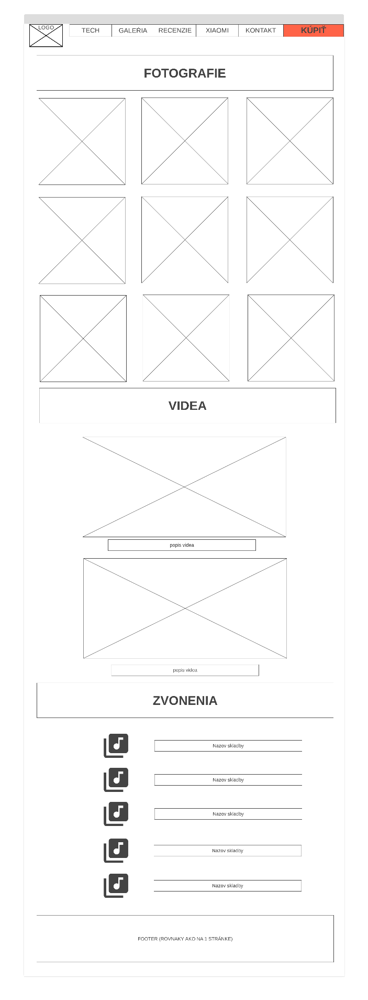 LOGO
TECH
GALEŔIA
RECENZIE
XIAOMI
KONTAKT
KÚPIŤ
FOTOGRAFIE
VIDEA
popis videa
popis videa
ZVONENIA
Nazov skladby
Nazov skladby
Nazov skladby
Nazov skladby
Nazov skladby
FOOTER (ROVNAKY AKO NA 1 STRÁNKE)